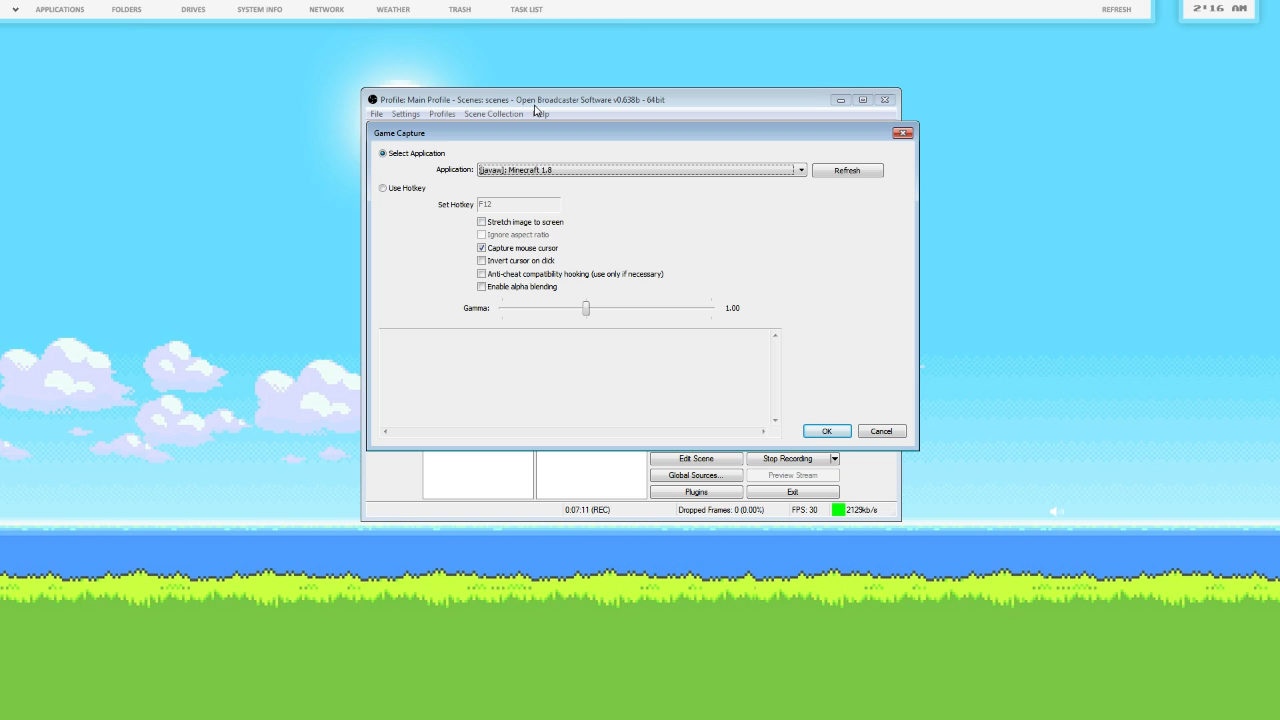 APPLICATIONS FOLDERS DRIVES SYSTEM INFO NETWORK WEATHER TRASH TASK LIST REFRESH 2:16 AM
Profile: Main Profile - Scenes: scenes - Open Broadcaster Software v0.638b - 64bit
File Settings Profiles Scene Collection Help
Game Capture
Select Application
Application: [javaw]: Minecraft 1.8 Refresh
Use Hotkey
Set Hotkey F12
Stretch image to screen
Ignore aspect ratio
Capture mouse cursor
Invert cursor on click
Anti-cheat compatibility hooking (use only if necessary)
Enable alpha blending
Gamma: 1.00
OK Cancel
Edit Scene Stop Recording
Global Sources... Preview Stream
Plugins Exit
0:07:11 (REC) Dropped Frames: 0 (0.00%) FPS: 30 2129kb/s